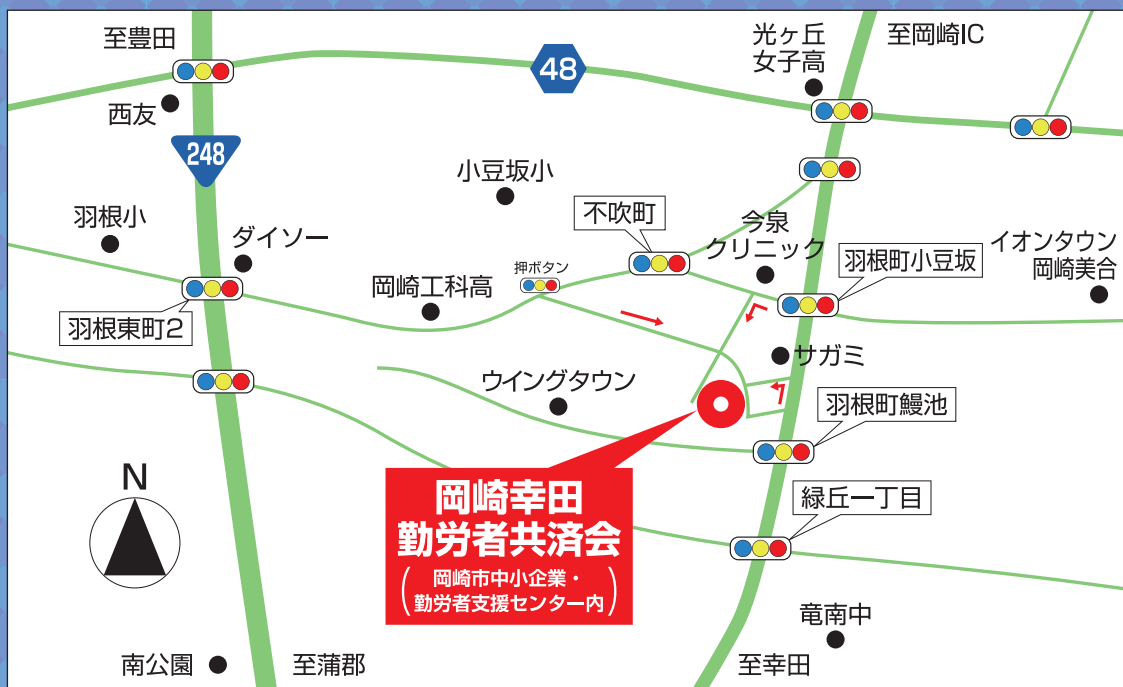 至豊田
48
光ヶ丘
女子高
至岡崎IC
西友
248
小豆坂小
羽根小
ダイソー
不吹町
今泉
クリニック
羽根町小豆坂
イオンタウン
岡崎美合
押ボタン
岡崎工科高
羽根東町2
サガミ
ウイングタウン
羽根町鰻池
N
岡崎幸田
勤労者共済会
(岡崎市中小企業・
勤労者支援センター内)
緑丘一丁目
竜南中
南公園
至蒲郡
至幸田